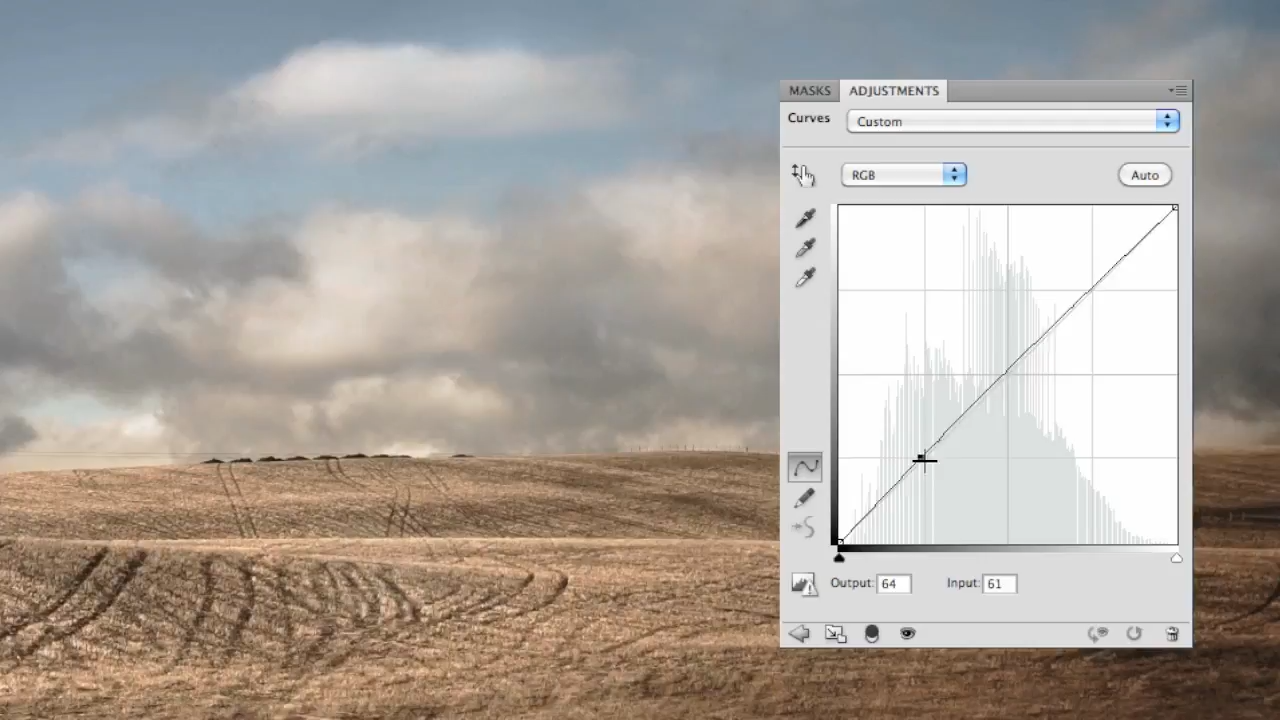 MASKS ADJUSTMENTS
Curves Custom
RGB Auto
Output: 64 Input: 61